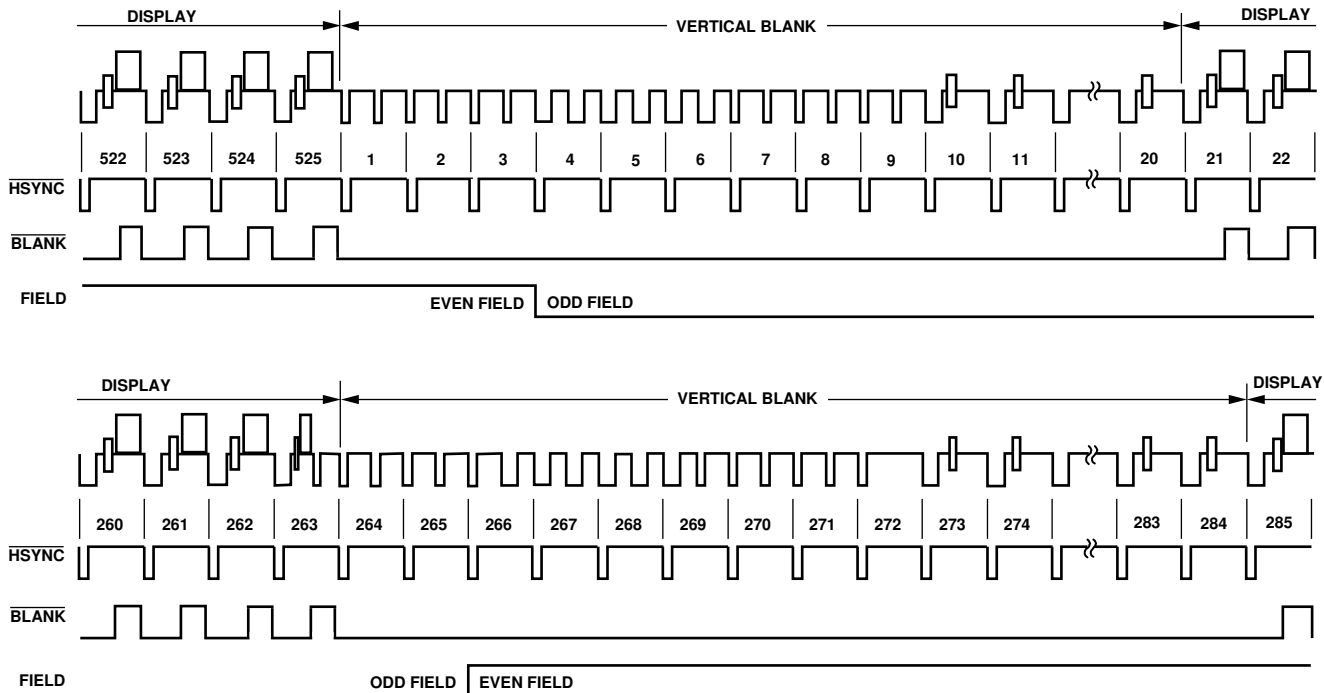 DISPLAY VERTICAL BLANK DISPLAY
522 523 524 525 1 2 3 4 5 6 7 8 9 10 11 20 21 22
HSYNC
BLANK
FIELD EVEN FIELD ODD FIELD
DISPLAY VERTICAL BLANK DISPLAY
260 261 262 263 264 265 266 267 268 269 270 271 272 273 274 283 284 285
HSYNC
BLANK
FIELD ODD FIELD EVEN FIELD